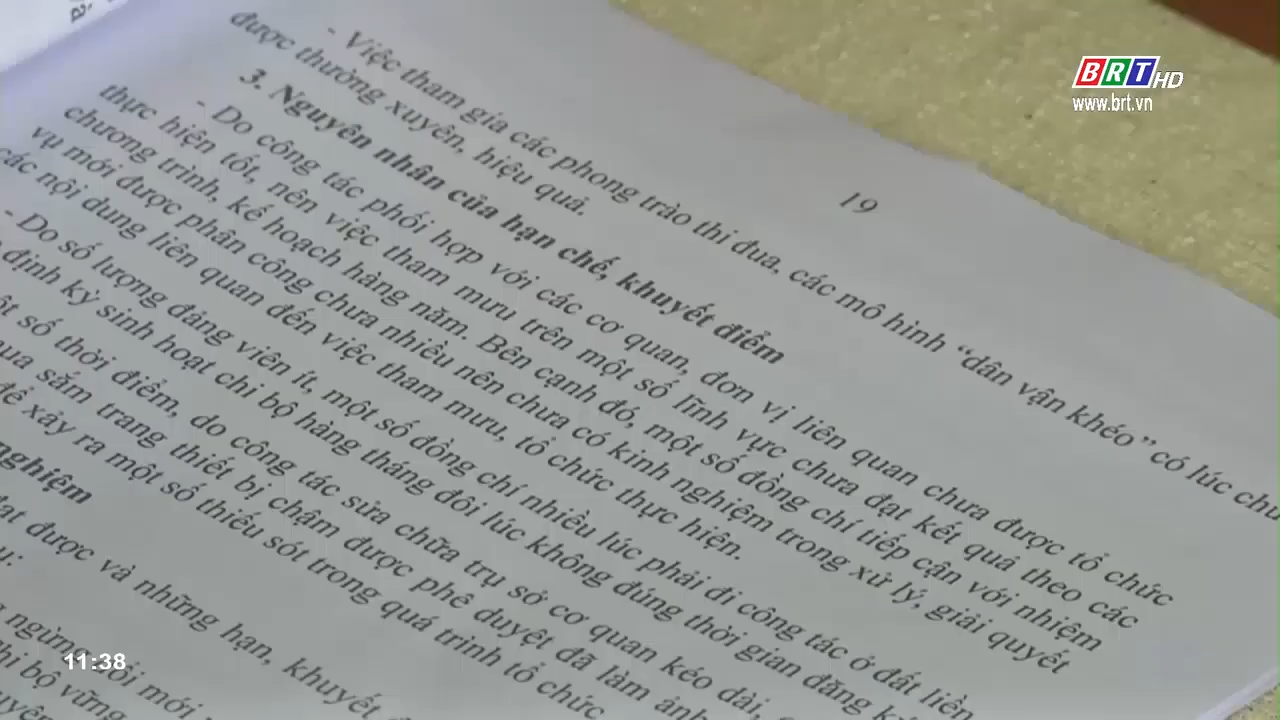 BRT HD
www.brt.vn
19
- Việc tham gia các phong trào thi đua, các mô hình “dân vận khéo” có lúc
được thường xuyên, hiệu quả.
3. Nguyên nhân của hạn chế, khuyết điểm
- Do công tác phối hợp với các cơ quan, đơn vị liên quan chưa được tổ chức
thực hiện tốt, nên việc tham mưu trên một số lĩnh vực chưa đạt kết quả theo các
chương trình, kế hoạch hàng năm. Bên cạnh đó, một số đồng chí tiếp cận với nhiệm
vụ mới được phân công chưa nhiều nên chưa có kinh nghiệm trong xử lý, giải quyết
các nội dung liên quan đến việc tham mưu, tổ chức thực hiện.
- Do số lượng đảng viên ít, một số đồng chí nhiều lúc phải đi công tác ở đất liền
định kỳ sinh hoạt chi bộ hàng tháng đôi lúc không đúng thời gian đăng
số thời điểm, do công tác sửa chữa trụ sở cơ quan kéo dài,
sắm trang thiết bị chậm được phê duyệt đã làm
để xảy ra một số thiếu sót trong quá trình tổ chức
nghiệm
được và những hạn, khuyết
ngừng đổi mới
bộ vững
11:38